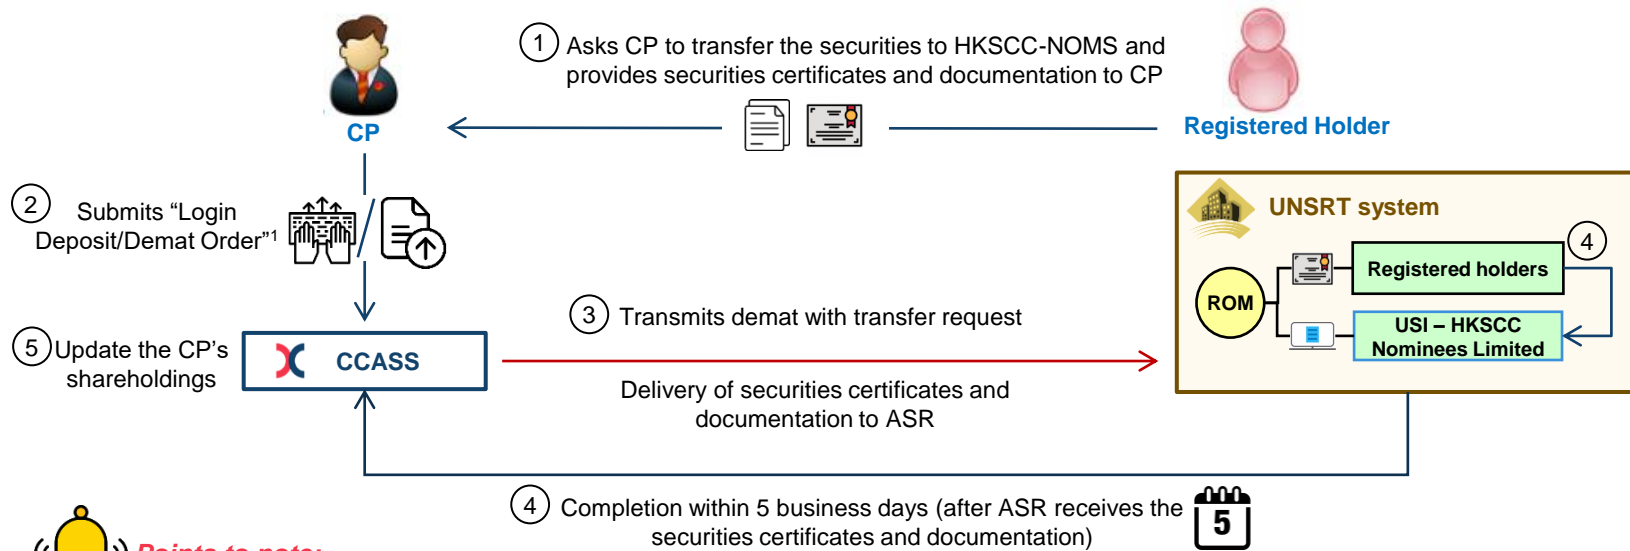 1 Asks CP to transfer the securities to HKSCC-NOMS and
provides securities certificates and documentation to CP
CP
Registered Holder
2 Submits “Login
Deposit/Demat Order”1
UNSRT system
4
Registered holders
ROM
USI – HKSCC
Nominees Limited
3 Transmits demat with transfer request
5 Update the CP’s
shareholdings
CCASS
Delivery of securities certificates and
documentation to ASR
4 Completion within 5 business days (after ASR receives the
securities certificates and documentation)
5
Points to note: